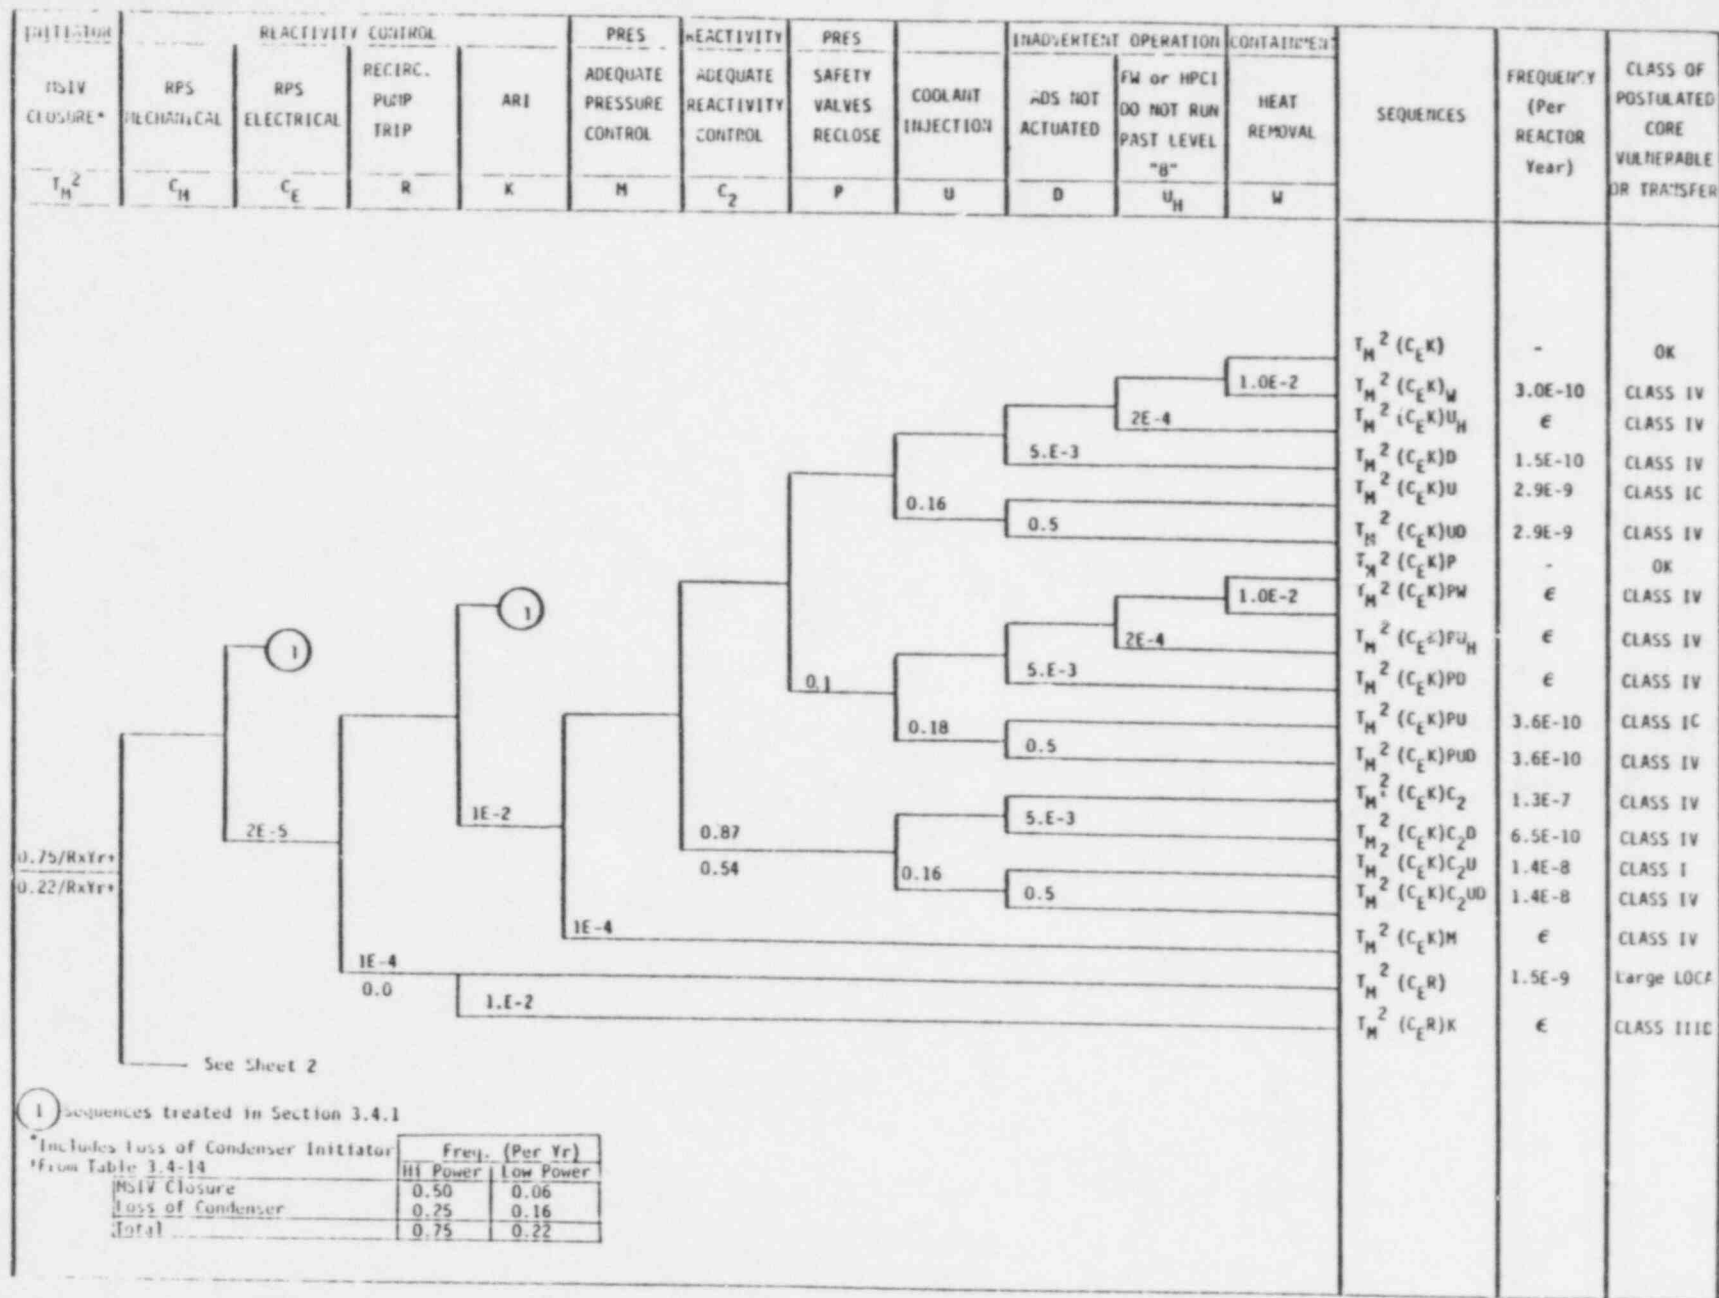 INITIATOR
REACTIVITY CONTROL
PRES
REACTIVITY
PRES
INADVERTENT OPERATION
CONTAINMENT
MSIV
CLOSURE*
RPS
MECHANICAL
RPS
ELECTRICAL
RECIRC.
PUMP
TRIP
ARI
ADEQUATE
PRESSURE
CONTROL
ADEQUATE
REACTIVITY
CONTROL
SAFETY
VALVES
RECLOSE
COOLANT
INJECTION
ADS NOT
ACTUATED
FW or HPCI
DO NOT RUN
PAST LEVEL
"8"
HEAT
REMOVAL
SEQUENCES
FREQUENCY
(Per
REACTOR
Year)
CLASS OF
POSTULATED
CORE
VULNERABLE
OR TRANSFER
T_M^2
C_M
C_E
R
K
M
C_2
P
U
D
U_H
W
T_M^2 (C_EK) - OK
1.0E-2
T_M^2 (C_EK)_W 3.0E-10 CLASS IV
2E-4
T_M^2 (C_EK)U_H ϵ CLASS IV
5.E-3
T_M^2 (C_EK)D 1.5E-10 CLASS IV
0.16
T_M^2 (C_EK)U 2.9E-9 CLASS IC
0.5
T_M^2 (C_EK)UD 2.9E-9 CLASS IV
T_M^2 (C_EK)P - OK
1.0E-2
T_M^2 (C_EK)PW ϵ CLASS IV
1
1
2E-4
T_M^2 (C_EK)PU_H ϵ CLASS IV
0.1
5.E-3
T_M^2 (C_EK)PD ϵ CLASS IV
0.18
T_M^2 (C_EK)PU 3.6E-10 CLASS IC
0.5
T_M^2 (C_EK)PUD 3.6E-10 CLASS IV
T_M^2 (C_EK)C_2 1.3E-7 CLASS IV
2E-5
1E-2
0.87
0.54
5.E-3
T_M^2 (C_EK)C_2D 6.5E-10 CLASS IV
0.75/RxYr+
0.22/RxYr+
0.16
T_M^2 (C_EK)C_2U 1.4E-8 CLASS I
0.5
T_M^2 (C_EK)C_2UD 1.4E-8 CLASS IV
1E-4
T_M^2 (C_EK)M ϵ CLASS IV
1E-4
0.0
T_M^2 (C_ER) 1.5E-9 Large LOCA
1.E-2
T_M^2 (C_ER)K ϵ
CLASS
See Sheet 2
1 Sequences treated in Section 3.4.1
*Includes Loss of Condenser Initiator
+From Table 3.4-14
Freq. (Per Yr)
Hi Power Low Power
MSIV Closure 0.50 0.06
Loss of Condenser 0.25 0.16
Total 0.75 0.22